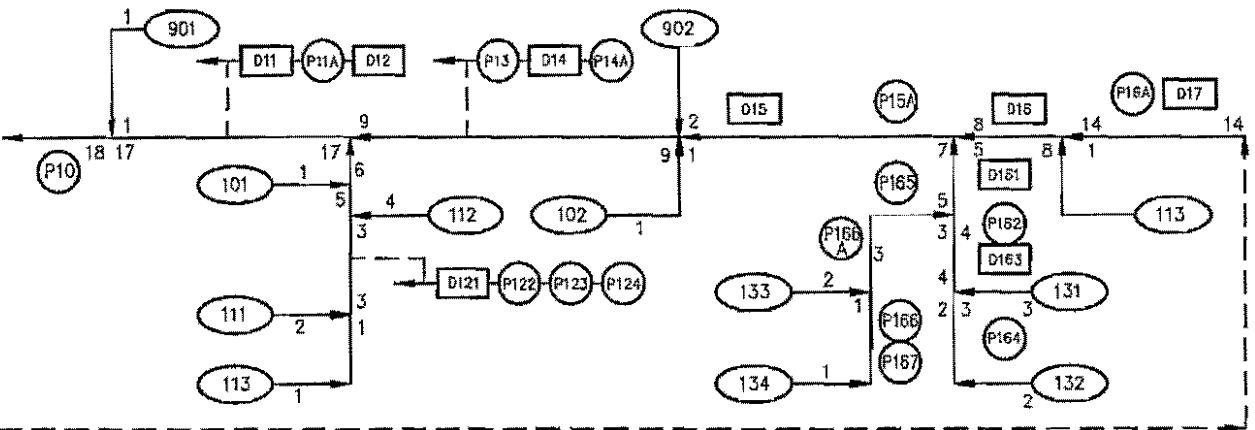 1 901 902
D11 P11A D12 P13 D14 P14A
D15 P15A D16 P16A D17
1 9 2 8 14 14
18 17 17 9 1 7 5 8 1
P10 6 P165 D161
101 1 5
4 112 102 1 5 P162 113
3 P166 A 3 3 4 D163
D121 P122 P123 P124
133 2 4 131
111 2 3 1 1 2 3 3
P166 P164
P167
113 1 134 1 132 2